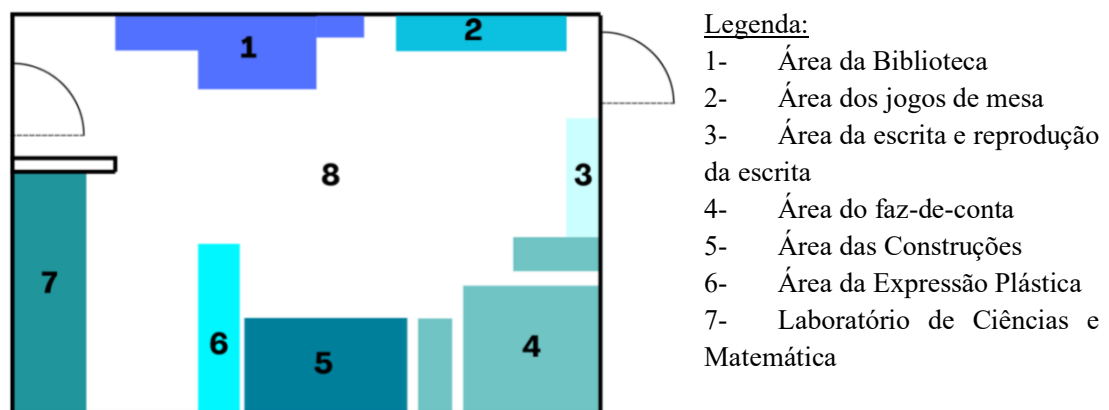 1
2
3
8
7
6
5
4
Legenda:
1- Área da Biblioteca
2- Área dos jogos de mesa
3- Área da escrita e reprodução
da escrita
4- Área do faz-de-conta
5- Área das Construções
6- Área da Expressão Plástica
7- Laboratório de Ciências e
Matemática